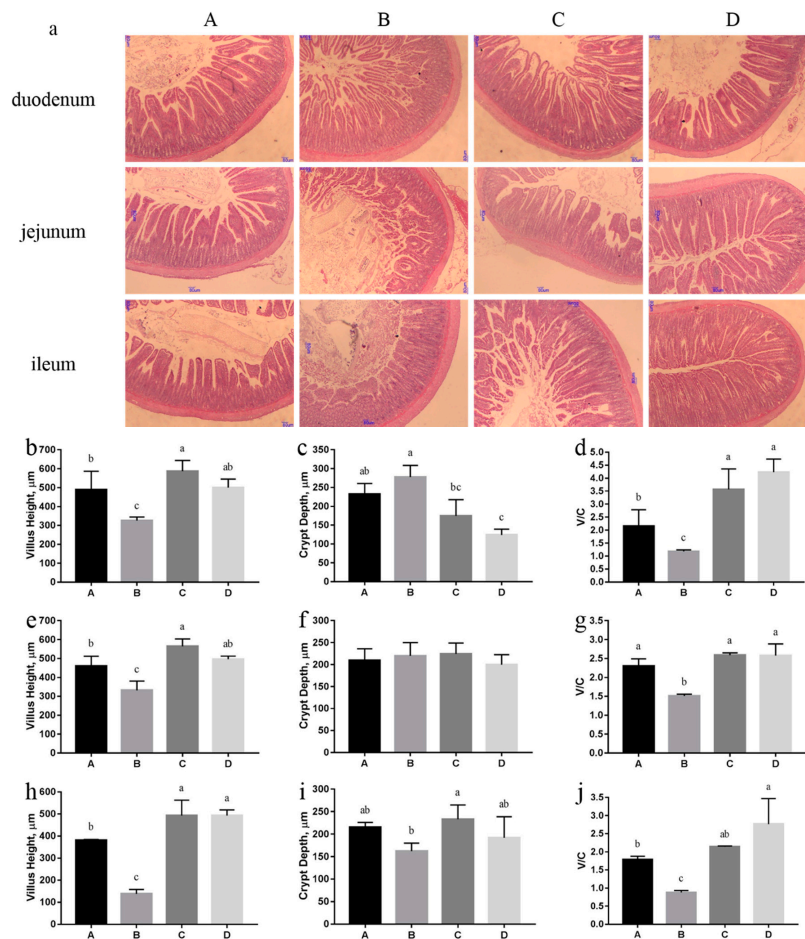 a
A B C D
duodenum
jejunum
ileum
b
Villus Height, μm
700
600
500
400
300
200
100
0
b c a ab
A B C D
c
Crypt Depth, μm
350
300
250
200
150
100
50
0
ab a bc c
A B C D
d
V/C
5.0
4.5
4.0
3.5
3.0
2.5
2.0
1.5
1.0
0.5
0.0
b c a a
A B C D
e
Villus Height, μm
700
600
500
400
300
200
100
0
b c a ab
A B C D
f
Crypt Depth, μm
300
250
200
150
100
50
0
A B C D
g
V/C
3.5
3.0
2.5
2.0
1.5
1.0
0.5
0.0
a b a a
A B C D
h
Villus Height, μm
600
500
400
300
200
100
0
b c a a
A B C D
i
Crypt Depth, μm
300
250
200
150
100
50
0
ab b a ab
A B C D
j
V/C
3.5
3.0
2.5
2.0
1.5
1.0
0.5
0.0
b c ab a
A B C D